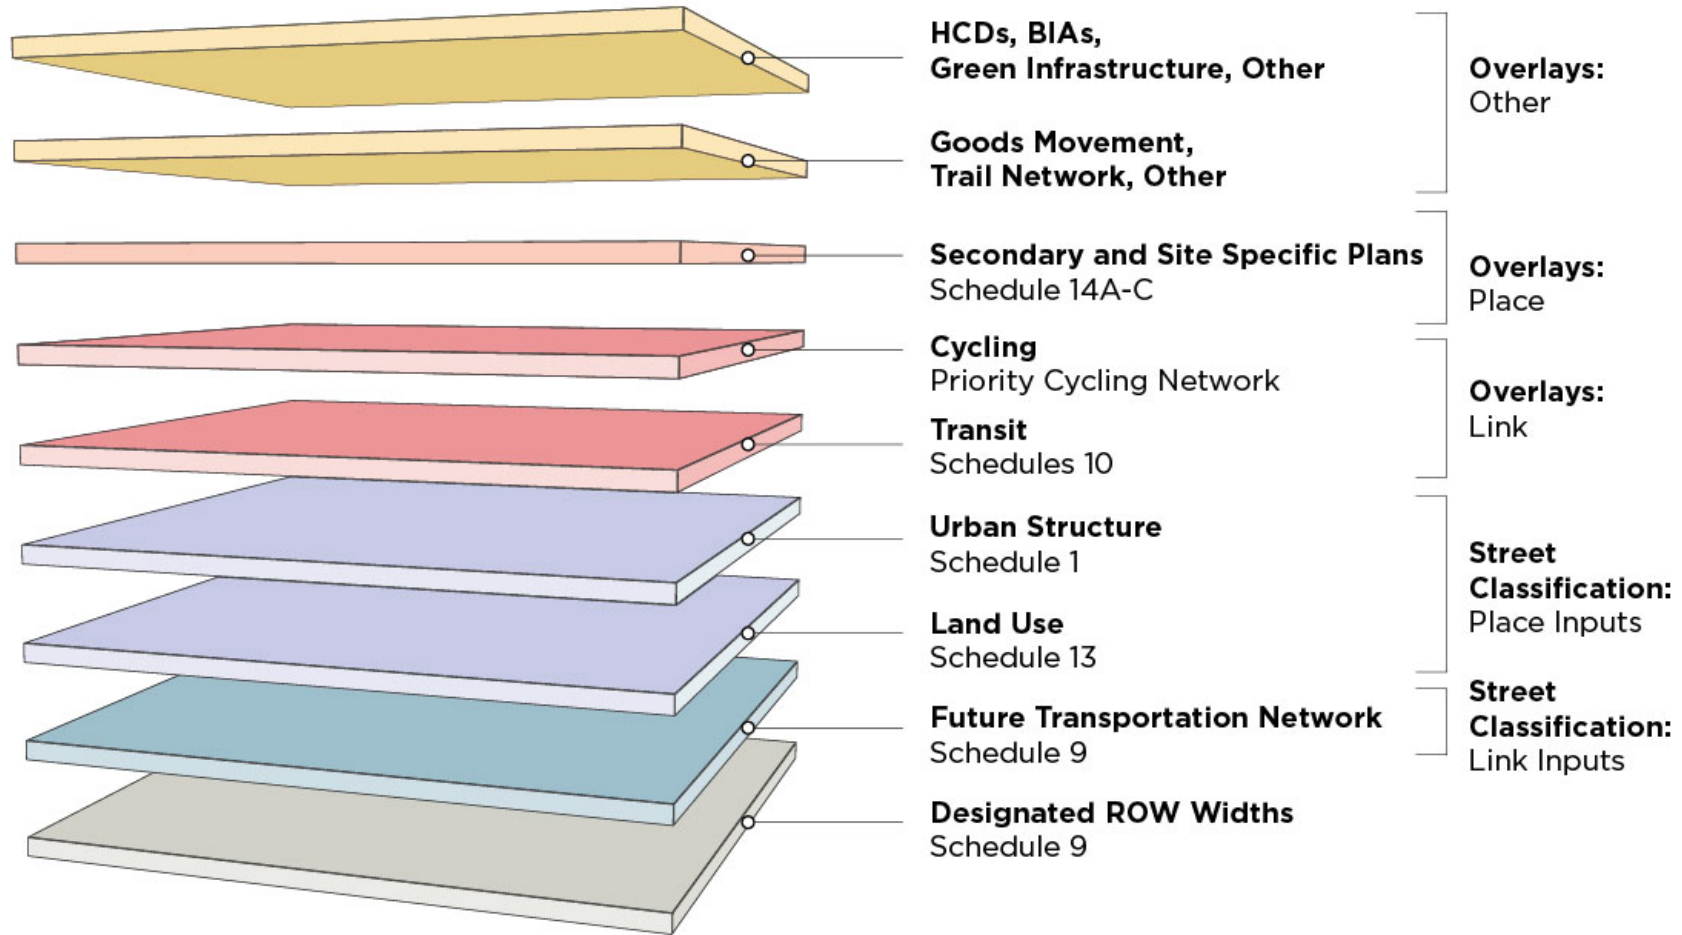 HCDs, BIAs,
Green Infrastructure, Other
Overlays:
Other
Goods Movement,
Trail Network, Other
Secondary and Site Specific Plans
Schedule 14A-C
Overlays:
Place
Cycling
Priority Cycling Network
Transit
Schedules 10
Overlays:
Link
Urban Structure
Schedule 1
Land Use
Schedule 13
Street
Classification:
Place Inputs
Future Transportation Network
Schedule 9
Street
Classification:
Link Inputs
Designated ROW Widths
Schedule 9